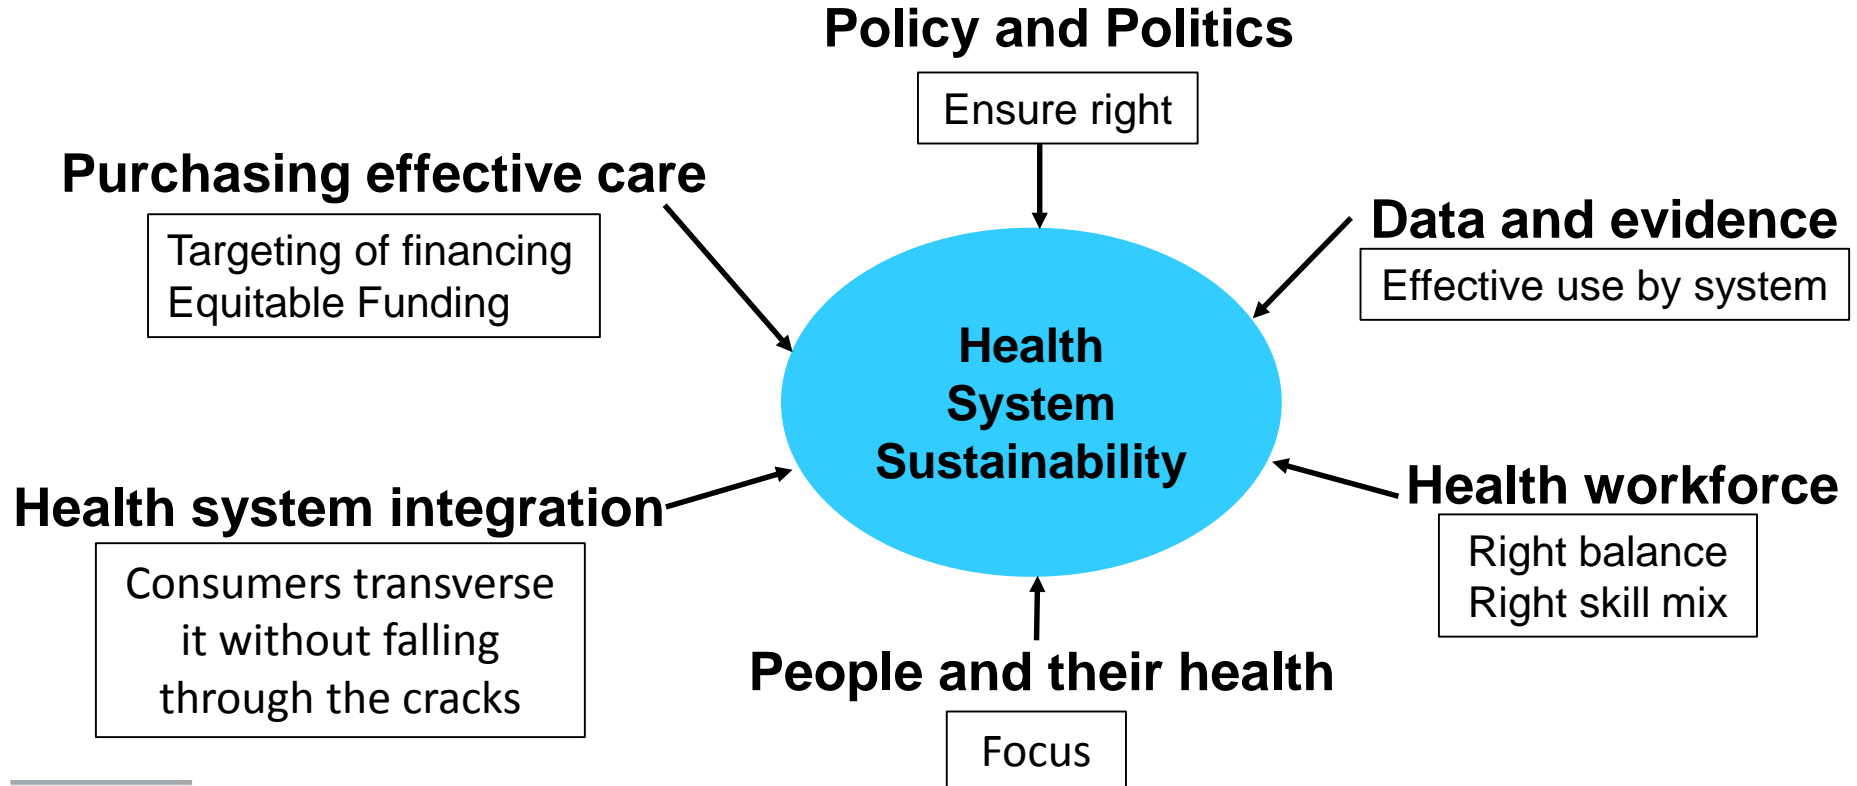 Policy and Politics
Ensure right
Purchasing effective care
Targeting of financing
Equitable Funding
Data and evidence
Effective use by system
Health
System
Sustainability
Health system integration
Consumers transverse
it without falling
through the cracks
Health workforce
Right balance
Right skill mix
People and their health
Focus